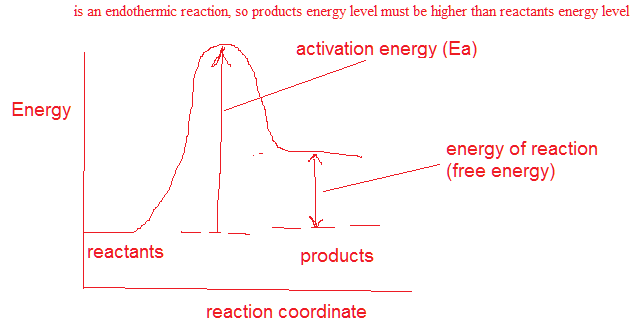 is an endothermic reaction, so products energy level must be higher than reactants energy level
activation energy (Ea)
Energy
energy of reaction
(free energy)
reactants
products
reaction coordinate